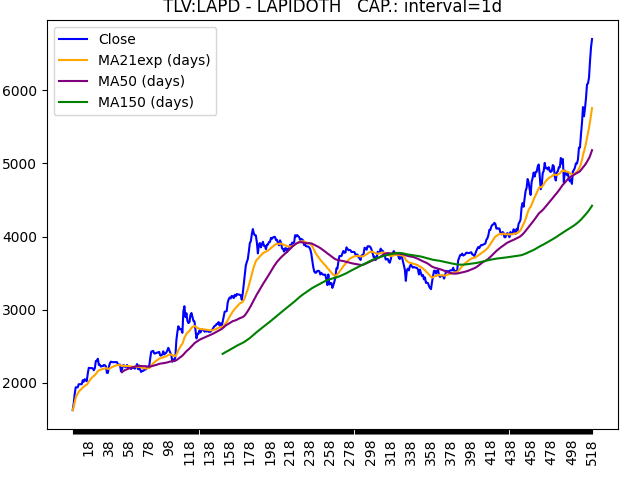 TLV:LAPD - LAPIDOTH   CAP.: interval=1d
Close
MA21exp (days)
MA50 (days)
MA150 (days)
6000
5000
4000
3000
2000
18 38 58 78 98 118 138 158 178 198 218 238 258 278 298 318 338 358 378 398 418 438 458 478 498 518